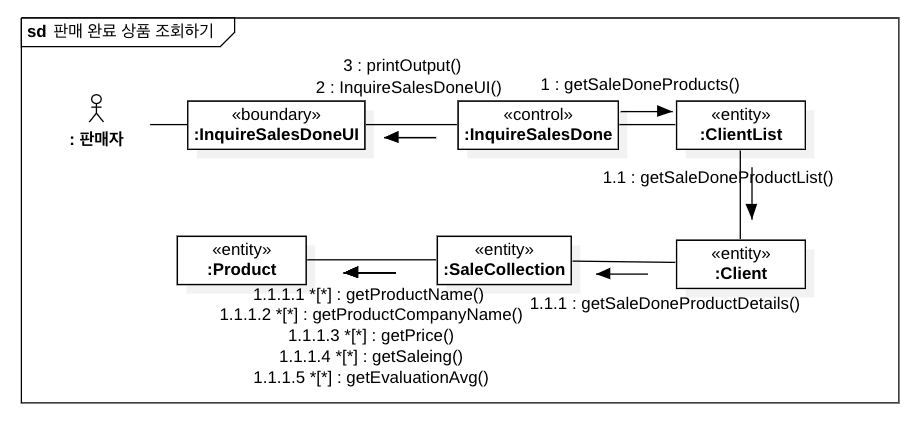 sd 판매 완료 상품 조회하기
3 : printOutput()
2 : InquireSalesDoneUI()
1 : getSaleDoneProducts()
«boundary»
:InquireSalesDoneUI
«control»
:InquireSalesDone
«entity»
:ClientList
: 판매자
1.1 : getSaleDoneProductList()
«entity»
:Product
«entity»
:SaleCollection
«entity»
:Client
1.1.1 : getSaleDoneProductDetails()
1.1.1.1 *[*] : getProductName()
1.1.1.2 *[*] : getProductCompanyName()
1.1.1.3 *[*] : getPrice()
1.1.1.4 *[*] : getSaleing()
1.1.1.5 *[*] : getEvaluationAvg()